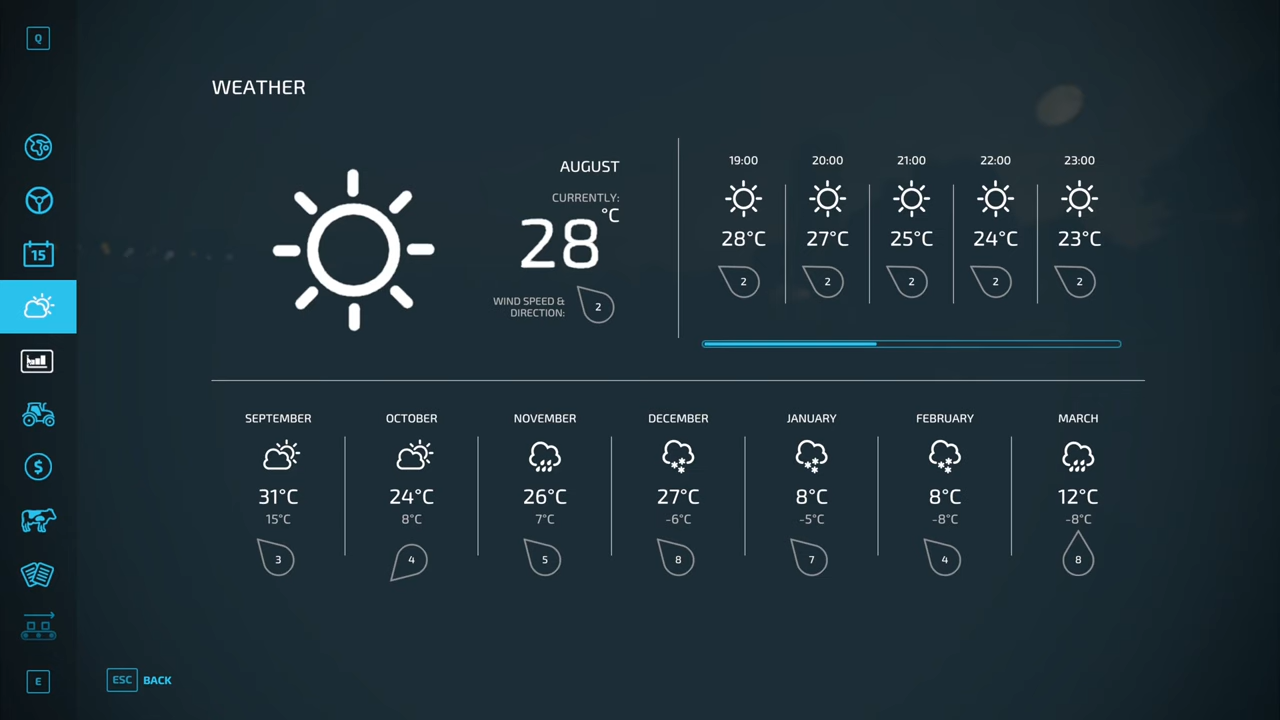 Q
WEATHER
15
AUGUST
CURRENTLY:
28 °C
WIND SPEED &
DIRECTION:
2
19:00 20:00 21:00 22:00 23:00
28°C 27°C 25°C 24°C 23°C
2 2 2 2 2
SEPTEMBER OCTOBER NOVEMBER DECEMBER JANUARY FEBRUARY MARCH
31°C 24°C 26°C 27°C 8°C 8°C 12°C
15°C 8°C 7°C -6°C -5°C -8°C -8°C
3 4 5 8 7 4 8
$
E
ESC BACK